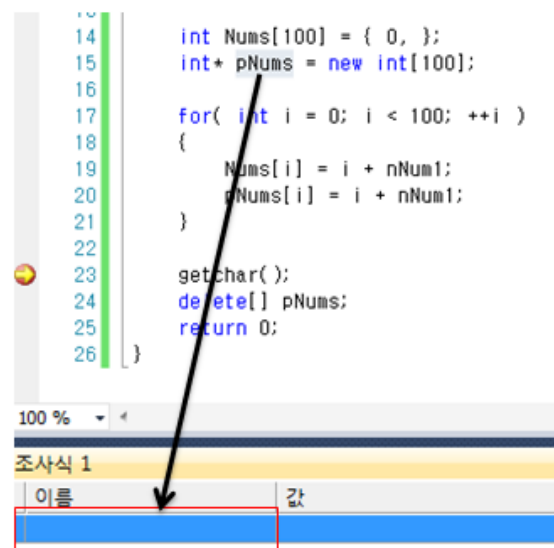 14 int Nums[100] = { 0, };
15 int* pNums = new int[100];
16
17 for( int i = 0; i < 100; ++i )
18 {
19 Nums[i] = i + nNum1;
20 pNums[i] = i + nNum1;
21 }
22
23 getchar();
24 delete[] pNums;
25 return 0;
26 }
100 %
조사식 1
이름 값